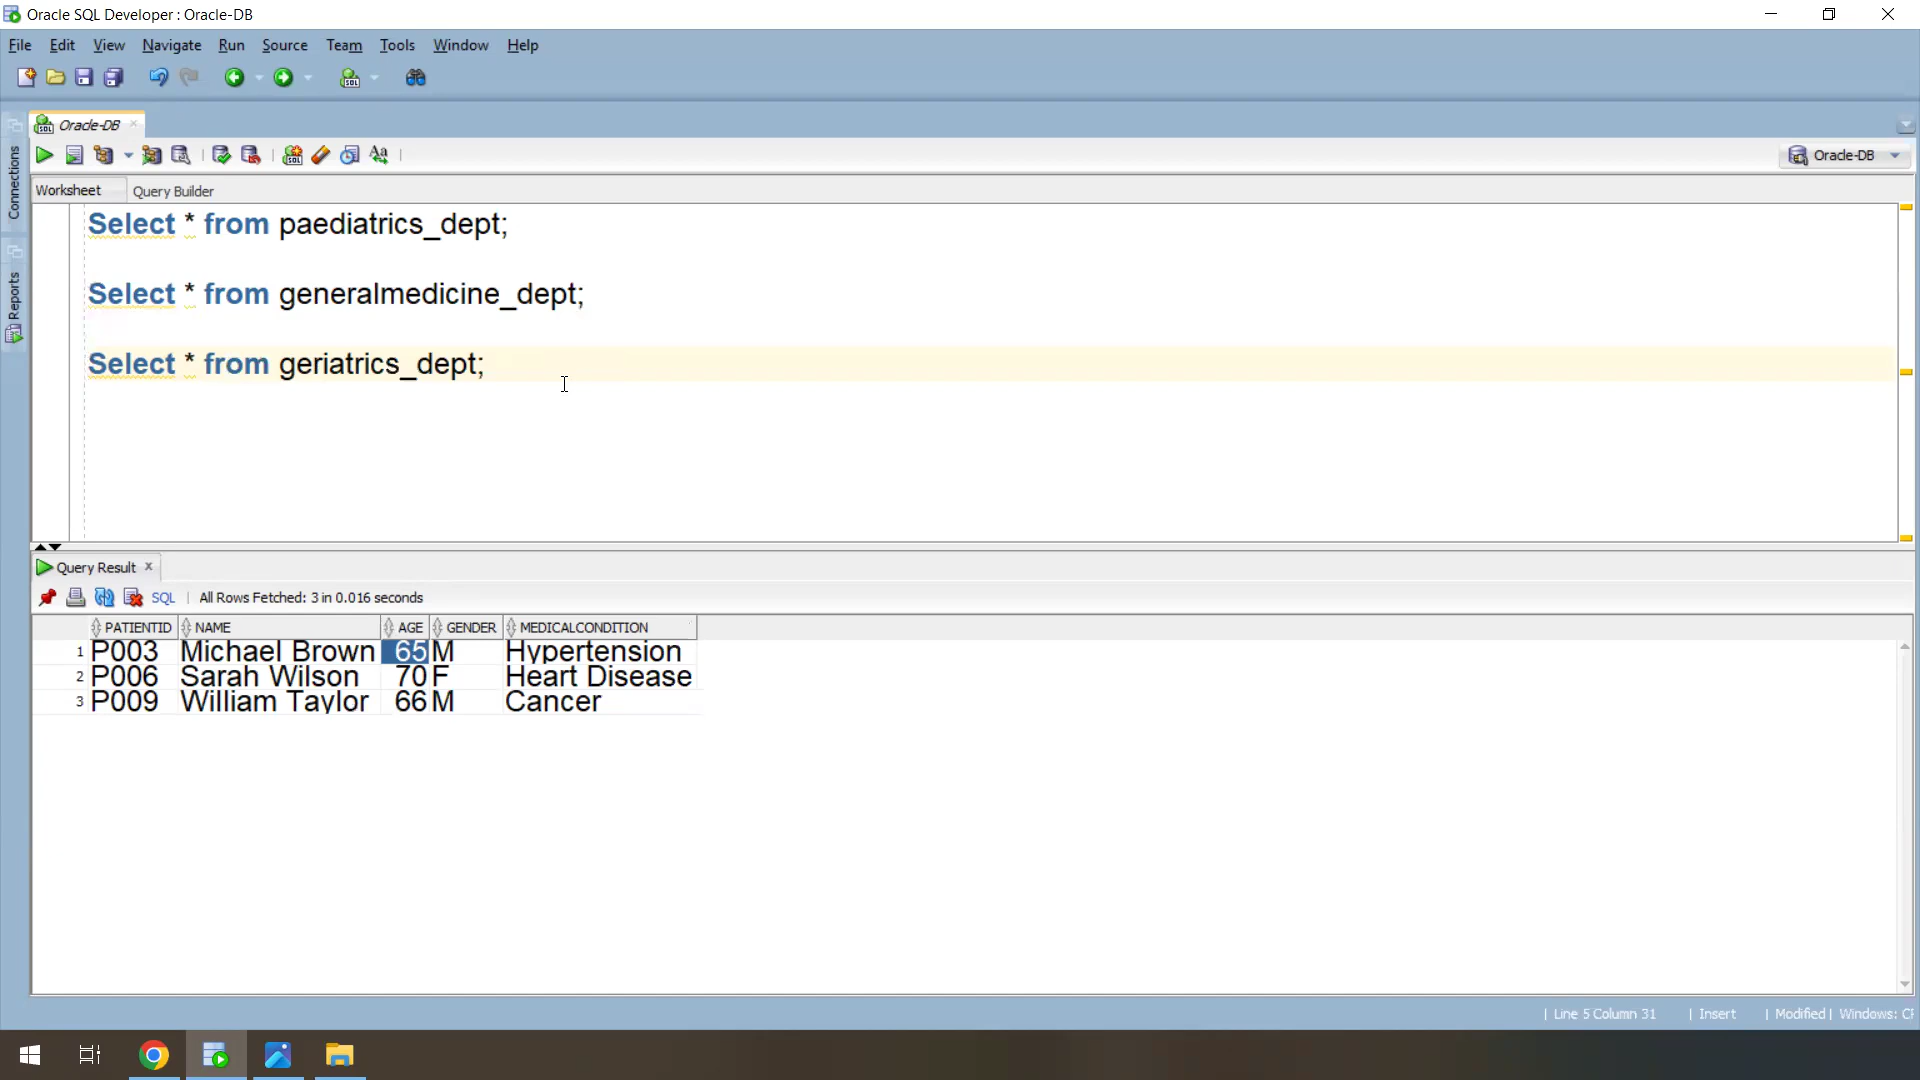 Oracle SQL Developer : Oracle-DB
File Edit View Navigate Run Source Team Tools Window Help
Oracle-DB
Oracle-DB
Connections
Reports
Worksheet Query Builder
Select * from paediatrics_dept;
Select * from generalmedicine_dept;
Select * from geriatrics_dept;
Query Result
SQL | All Rows Fetched: 3 in 0.016 seconds
PATIENTID NAME AGE GENDER MEDICALCONDITION
1 P003 Michael Brown 65 M Hypertension
2 P006 Sarah Wilson 70 F Heart Disease
3 P009 William Taylor 66 M Cancer
| Line 5 Column 31 | Insert | Modified | Windows: CF